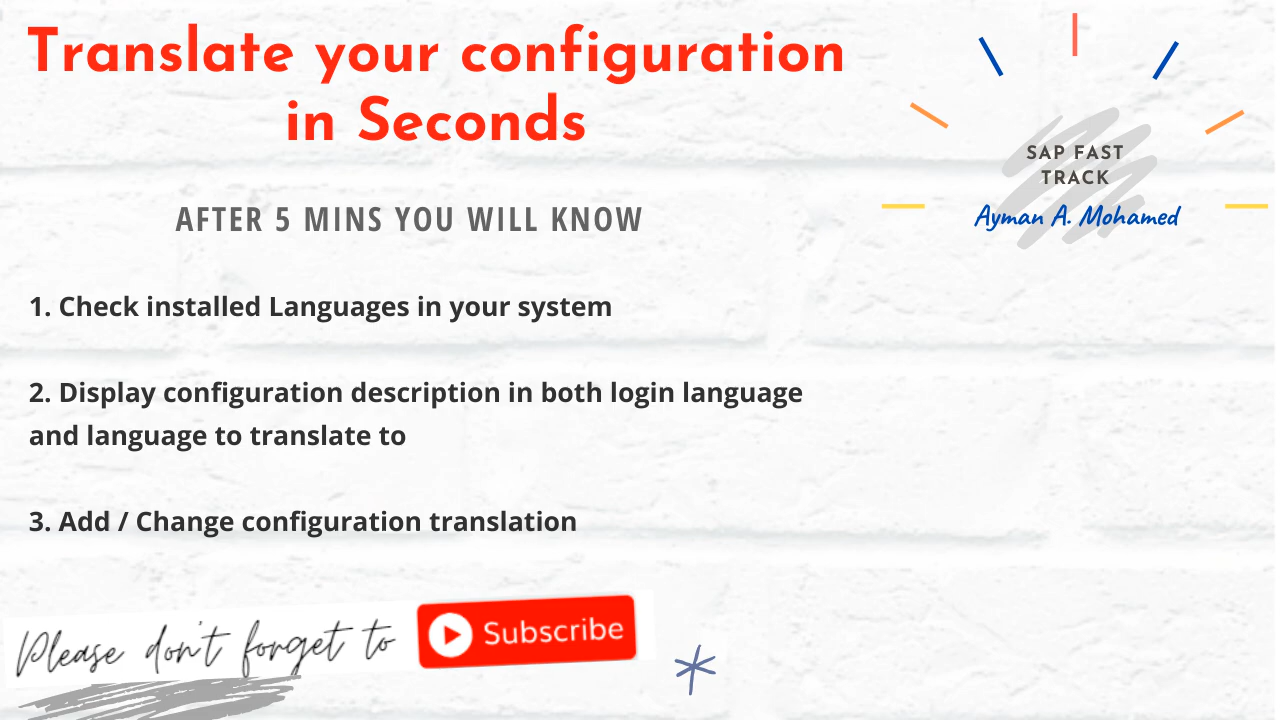 Translate your configuration
in Seconds
SAP FAST
TRACK
Ayman A. Mohamed
AFTER 5 MINS YOU WILL KNOW
1. Check installed Languages in your system
2. Display configuration description in both login language
and language to translate to
3. Add / Change configuration translation
Please don't forget to
Subscribe